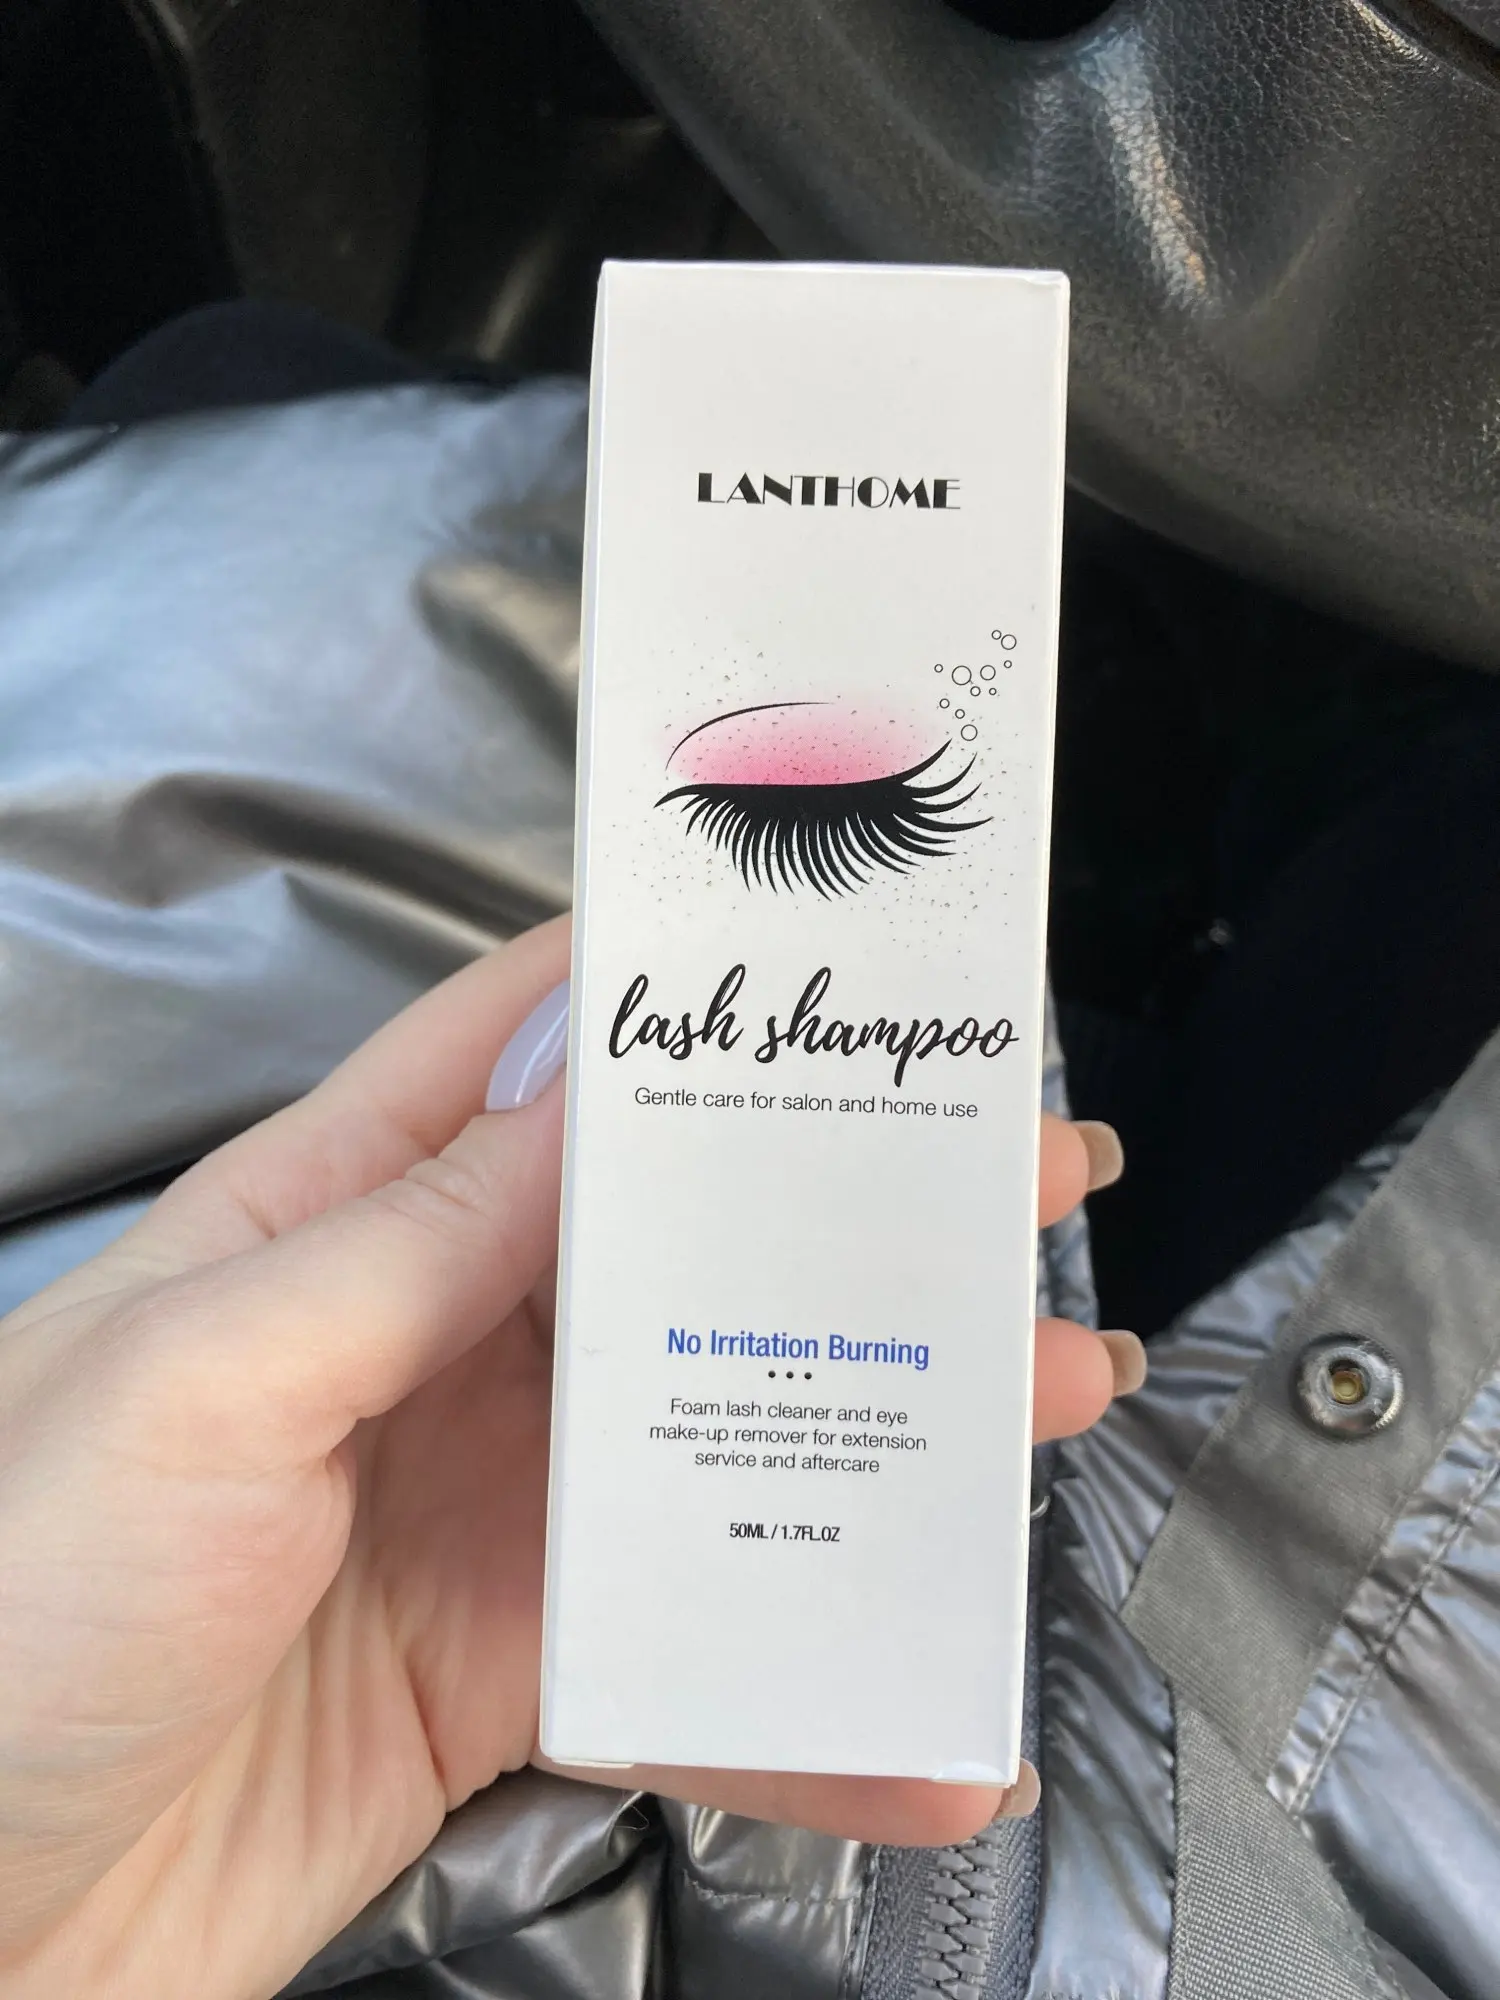 LANTHOME
lash shampoo
Gentle care for salon and home use
No Irritation Burning
Foam lash cleaner and eye
make-up remover for extension
service and aftercare
50ML / 1.7FL.OZ